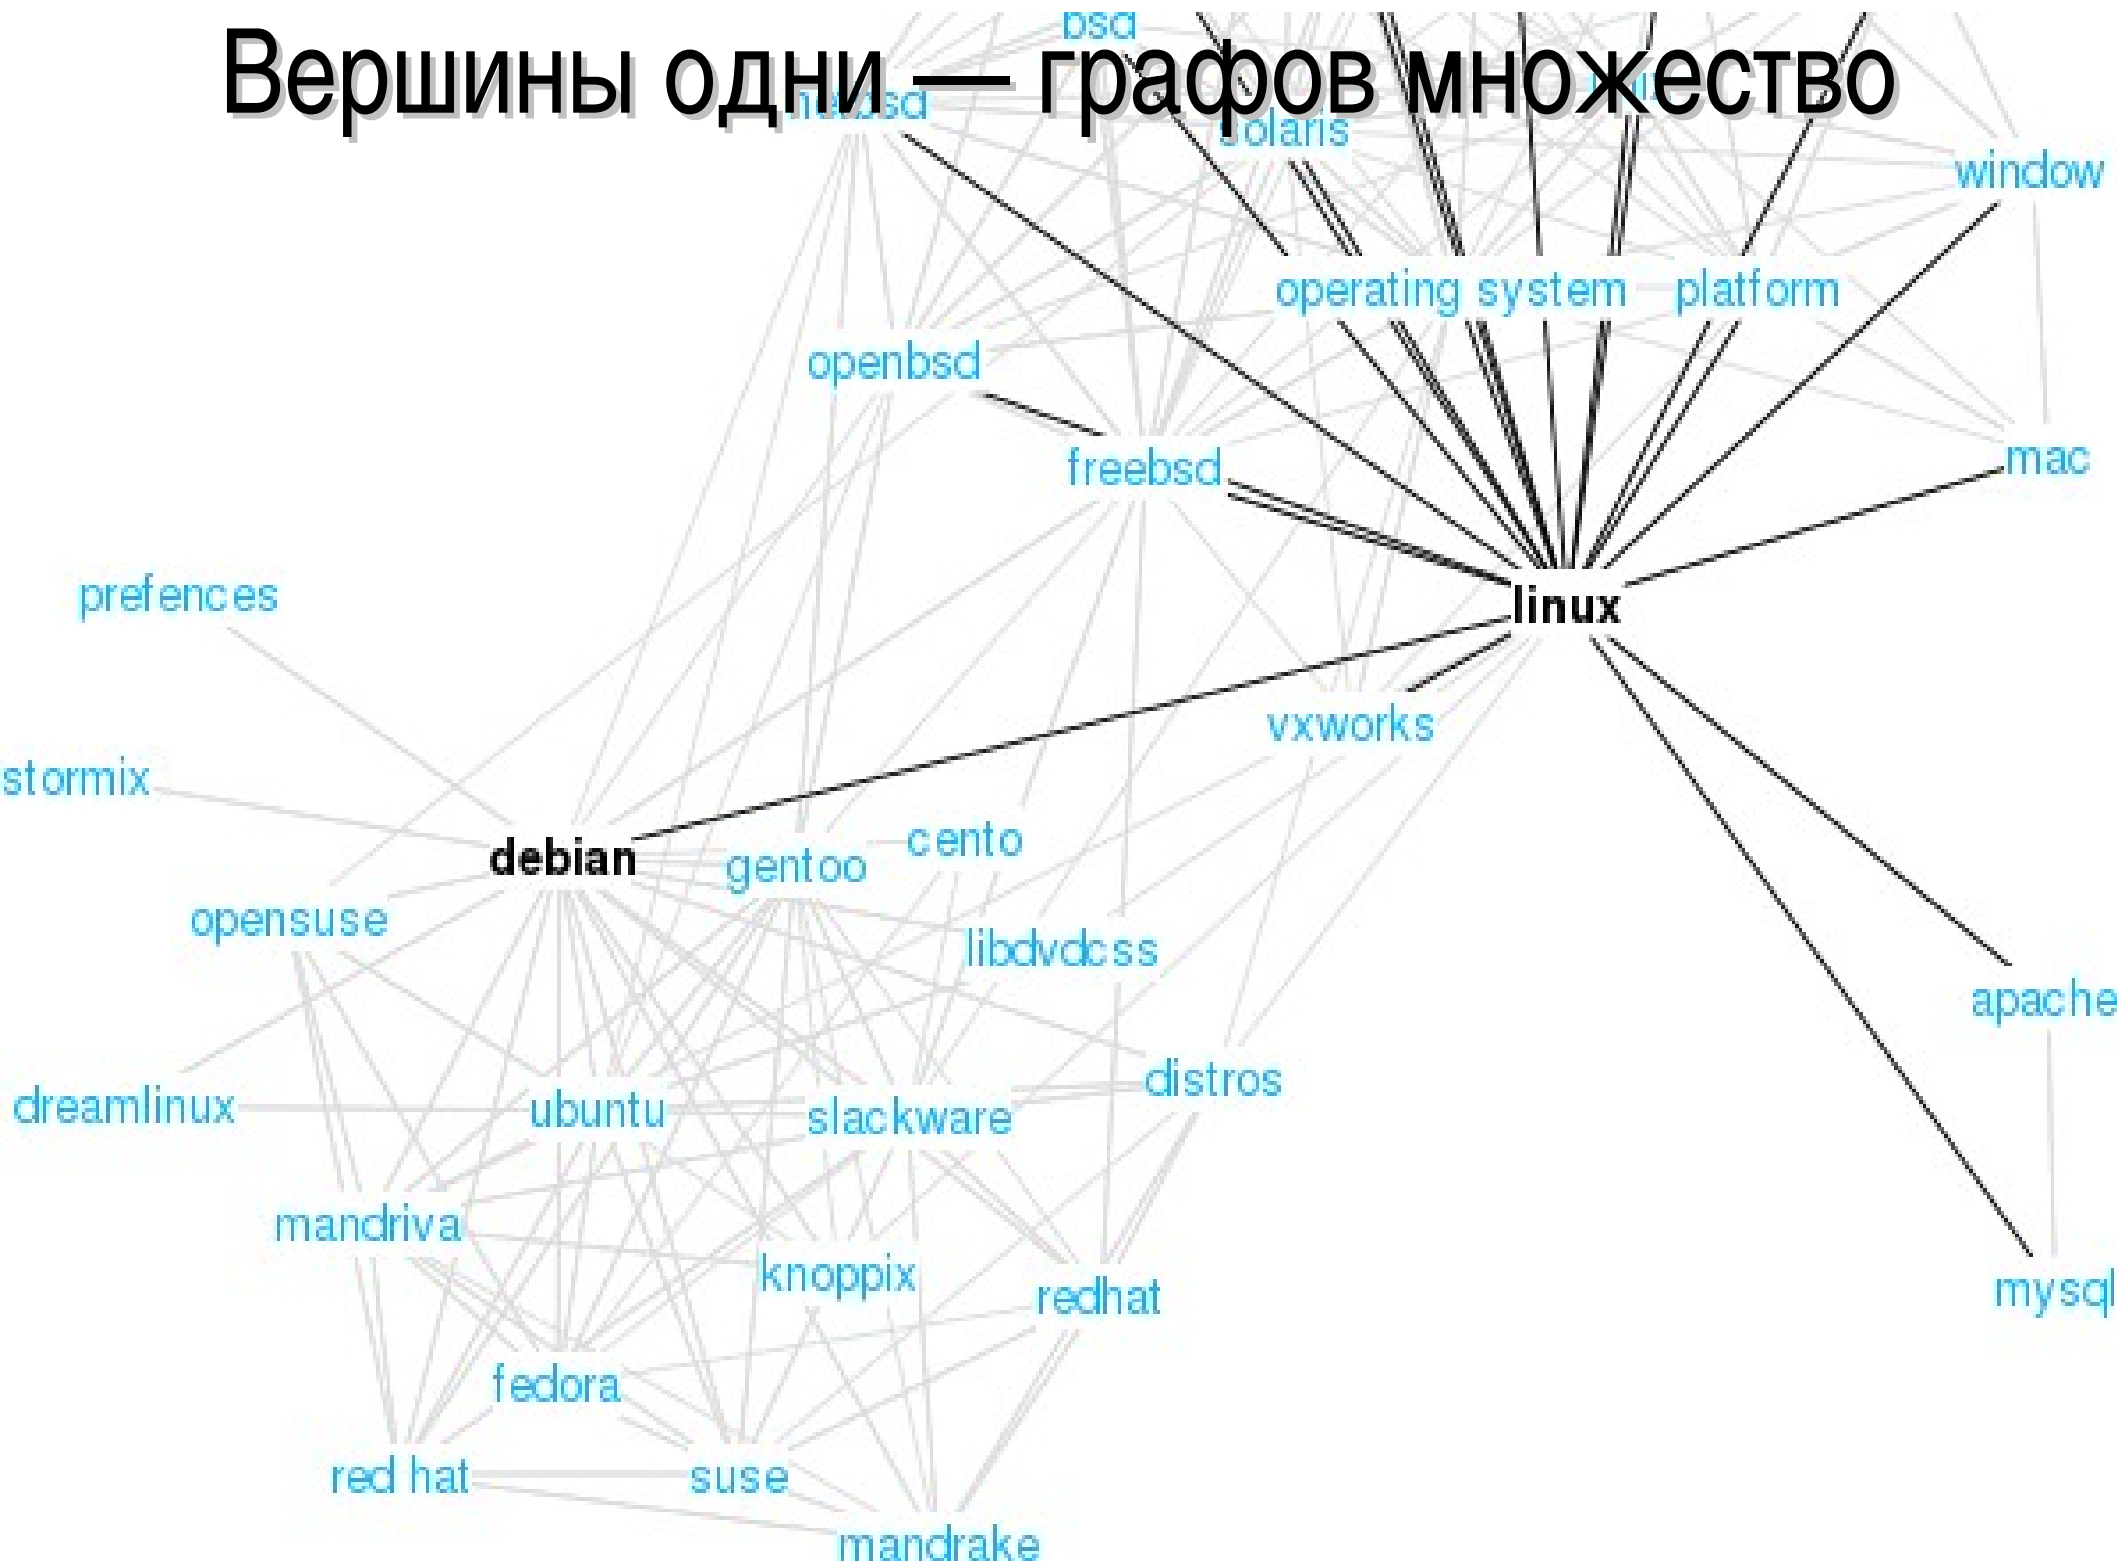 bsd
Вершины одни — графов множество
netbsd
solaris
window
operating system
platform
openbsd
freebsd
mac
prefences
linux
vxworks
stormix
cento
debian
gentoo
opensuse
libdvdcss
apache
distros
dreamlinux
ubuntu
slackware
mandriva
knoppix
redhat
mysql
fedora
red hat
suse
mandrake